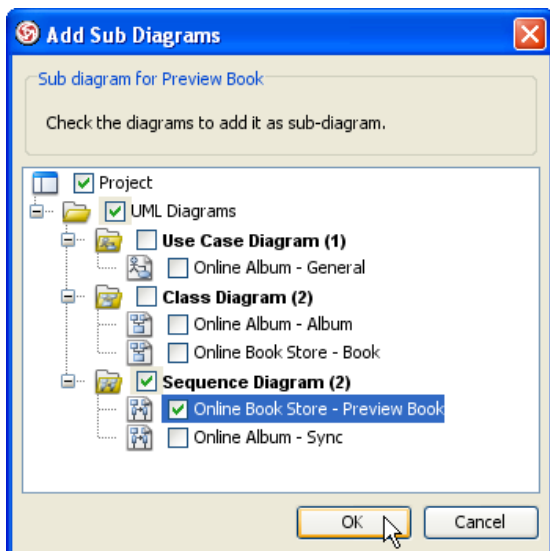 Add Sub Diagrams
Sub diagram for Preview Book
Check the diagrams to add it as sub-diagram.
Project
UML Diagrams
Use Case Diagram (1)
Online Album - General
Class Diagram (2)
Online Album - Album
Online Book Store - Book
Sequence Diagram (2)
Online Book Store - Preview Book
Online Album - Sync
OK
Cancel